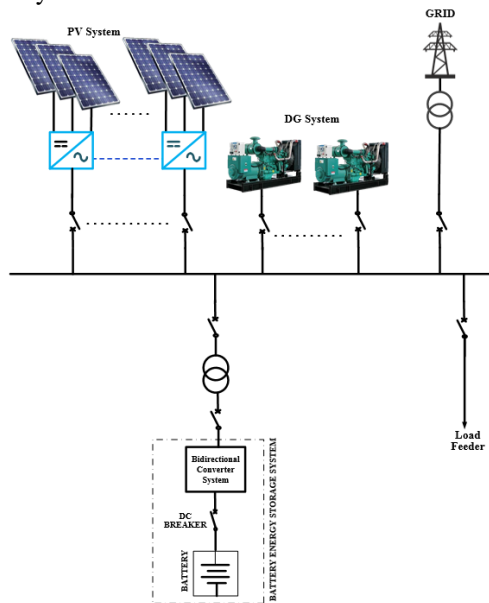 GRID
PV System
DG System
Load
Feeder
Bidirectional
Converter
System
DC
BREAKER
BATTERY
BATTERY ENERGY STORAGE SYSTEM